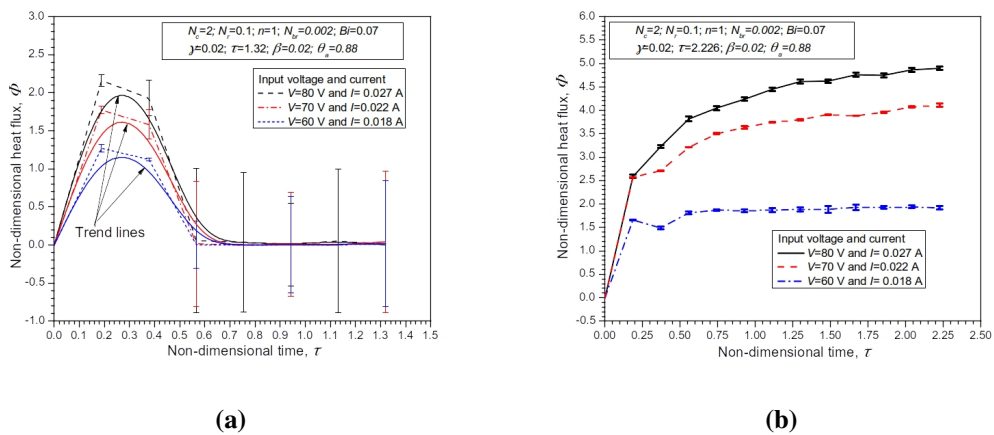 N_c=2; N_r=0.1; n=1; N_br=0.002; Bi=0.07
γ=0.02; τ=1.32; β=0.02; θ_a=0.88
Input voltage and current
V=80 V and I= 0.027 A
V=70 V and I=0.022 A
V=60 V and I= 0.018 A
Trend lines
Non-dimensional heat flux, Φ
3.0
2.5
2.0
1.5
1.0
0.5
0.0
-0.5
-1.0
0.0 0.1 0.2 0.3 0.4 0.5 0.6 0.7 0.8 0.9 1.0 1.1 1.2 1.3 1.4 1.5
Non-dimensional time, τ
(a)
N_c=2; N_r=0.1; n=1; N_br=0.002; Bi=0.07
γ=0.02; τ=2.226; β=0.02; θ_a=0.88
Non-dimensional heat flux, Φ
6.0
5.5
5.0
4.5
4.0
3.5
3.0
2.5
2.0
1.5
1.0
0.5
0.0
-0.5
Input voltage and current
V=80 V and I= 0.027 A
V=70 V and I=0.022 A
V=60 V and I= 0.018 A
0.00 0.25 0.50 0.75 1.00 1.25 1.50 1.75 2.00 2.25 2.50
Non-dimensional time, τ
(b)